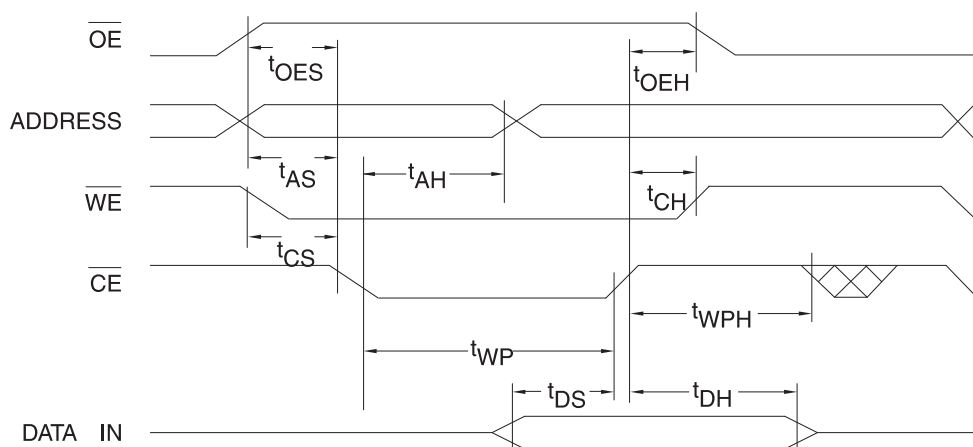 OE
tOES
tOEH
ADDRESS
tAS
tAH
WE
tCH
tCS
CE
tWPH
tWP
tDS
tDH
DATA IN